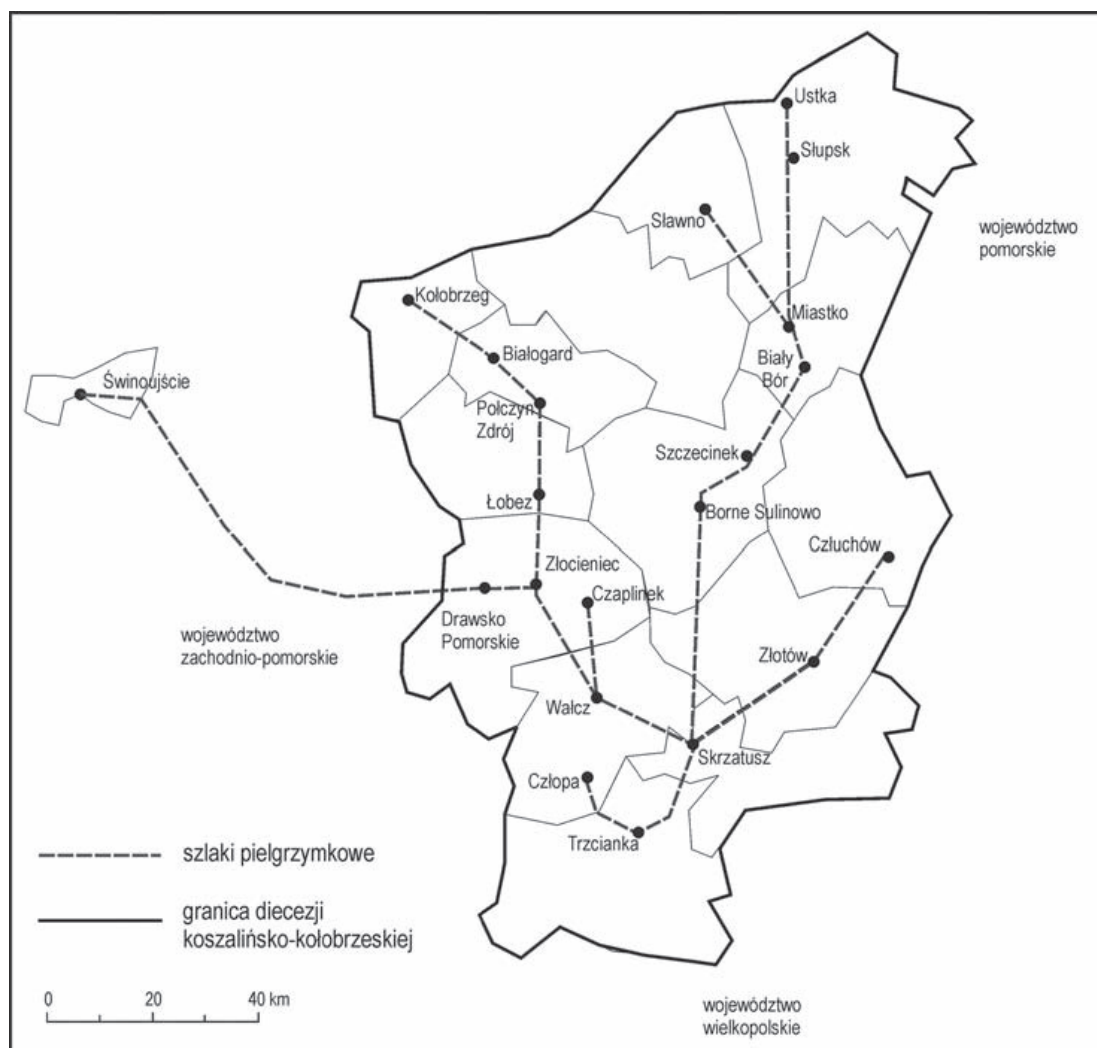 Ustka
Słupsk
Sławno
województwo
pomorskie
Kołobrzeg
Miastko
Białogard
Biały
Bór
Świnoujście
Połczyn
Zdrój
Szczecinek
Łobez
Borne Sulinowo
Człuchów
Złocieniec
Czaplinek
Drawsko
Pomorskie
województwo
zachodnio-pomorskie
Złotów
Wałcz
Skrzatusz
Człopa
Trzcianka
szlaki pielgrzymkowe
granica diecezji
koszalińsko-kołobrzeskiej
0 20 40 km
województwo
wielkopolskie